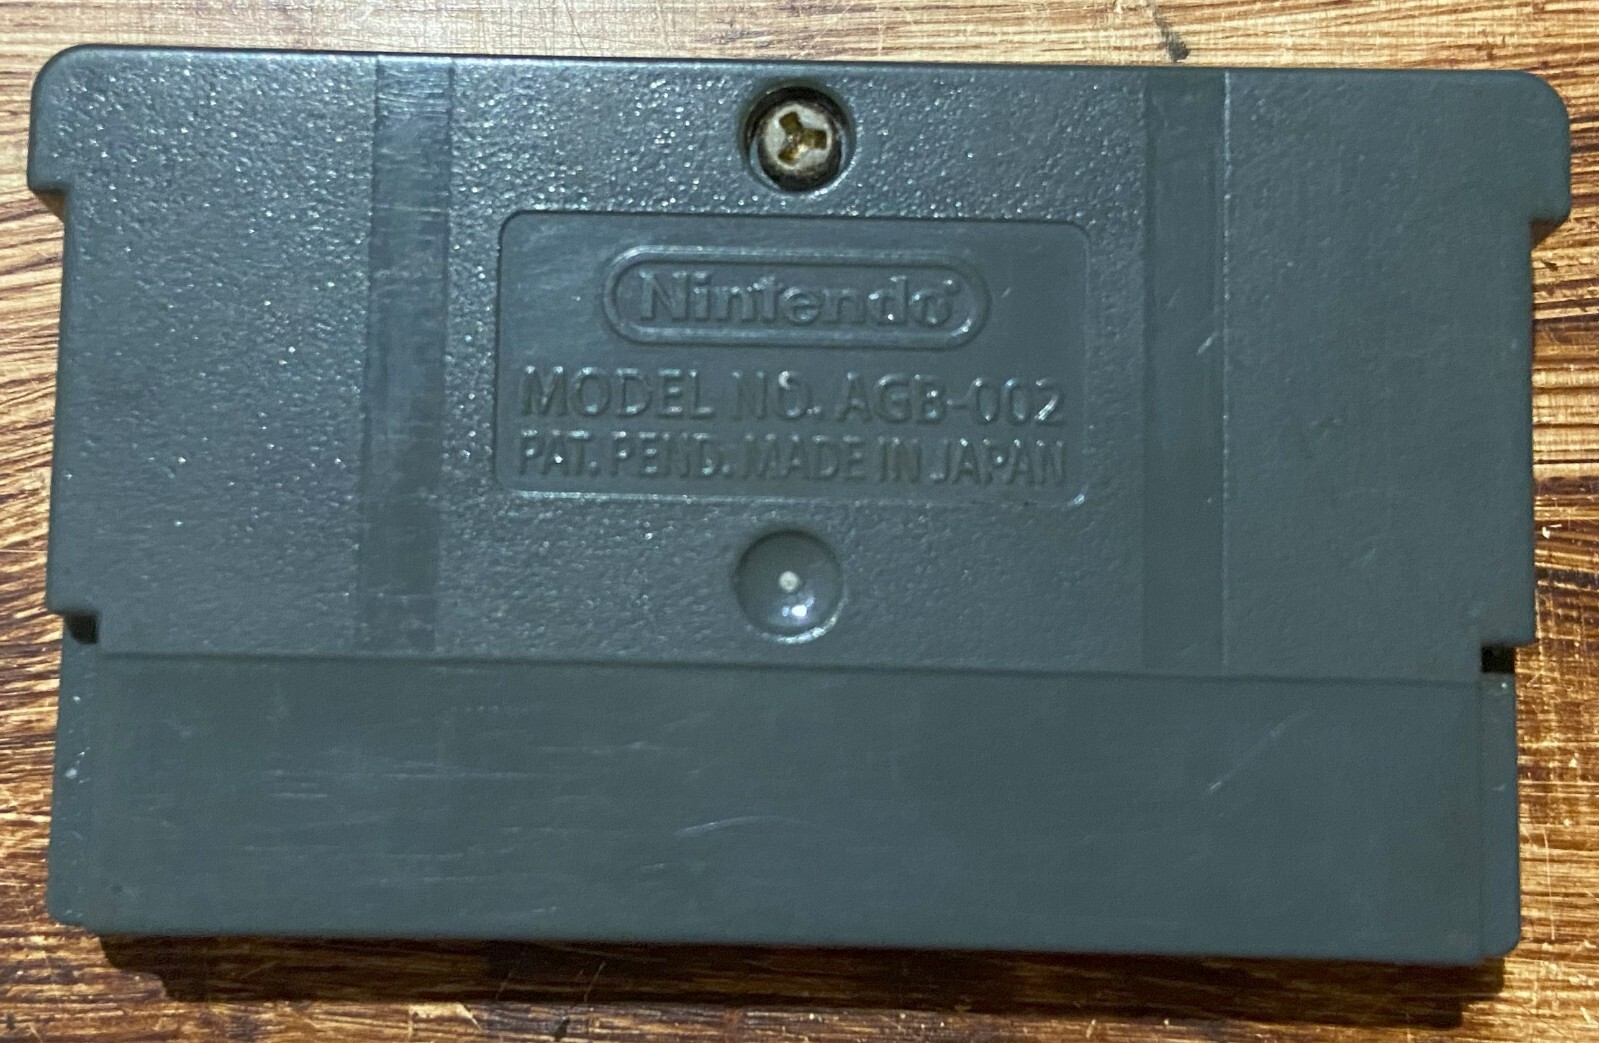 Nintendo
MODEL NO. AGB-002
PAT. PEND. MADE IN JAPAN